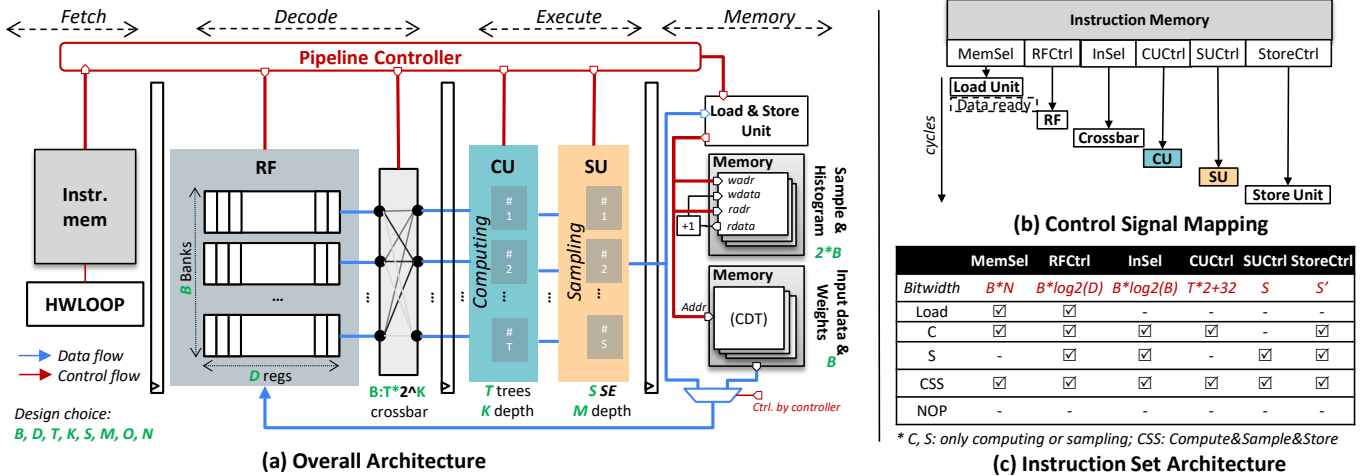 Fetch
Decode
Execute
Memory
Pipeline Controller
Instr.
mem
HWLOOP
Data flow
Control flow
Design choice:
B, D, T, K, S, M, O, N
RF
B Banks
...
D regs
...
B:T*2^K
crossbar
CU
Computing
#
1
#
2
...
...
#
T
T trees
K depth
SU
Sampling
#
1
#
2
...
...
#
S
S SE
M depth
Load & Store
Unit
Memory
wadr
wdata
radr
rdata
+1
Sample &
Histogram
2*B
Memory
Addr
(CDT)
Input data &
Weights
B
Ctrl. by controller
(a) Overall Architecture
Instruction Memory
MemSel RFCtrl InSel CUCtrl SUCtrl StoreCtrl
Load Unit
Data ready
RF
Crossbar
CU
SU
Store Unit
cycles
(b) Control Signal Mapping
MemSel RFCtrl InSel CUCtrl SUCtrl StoreCtrl
Bitwidth B*N B*log2(D) B*log2(B) T*2+32 S S'
Load ☑ ☑ - - - -
C ☑ ☑ ☑ ☑ - ☑
S - ☑ ☑ - ☑ ☑
CSS ☑ ☑ ☑ ☑ ☑ ☑
NOP - - - - - -
* C, S: only computing or sampling; CSS: Compute&Sample&Store
(c) Instruction Set Architecture